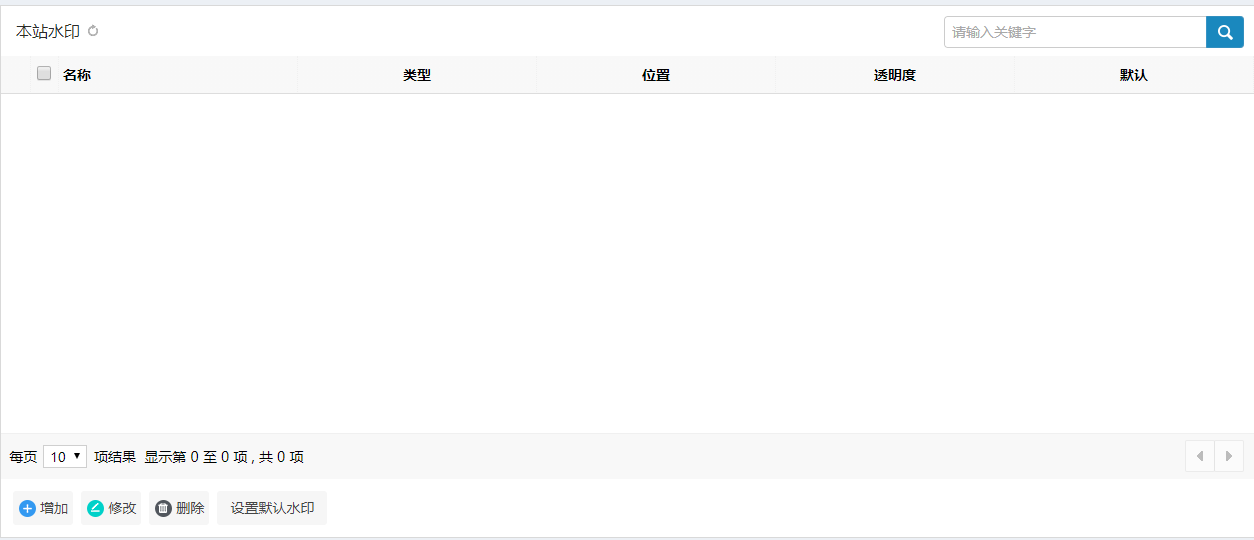 本站水印
请输入关键字
名称 类型 位置 透明度 默认
每页 10 项结果 显示第 0 至 0 项 , 共 0 项
增加 修改 删除 设置默认水印